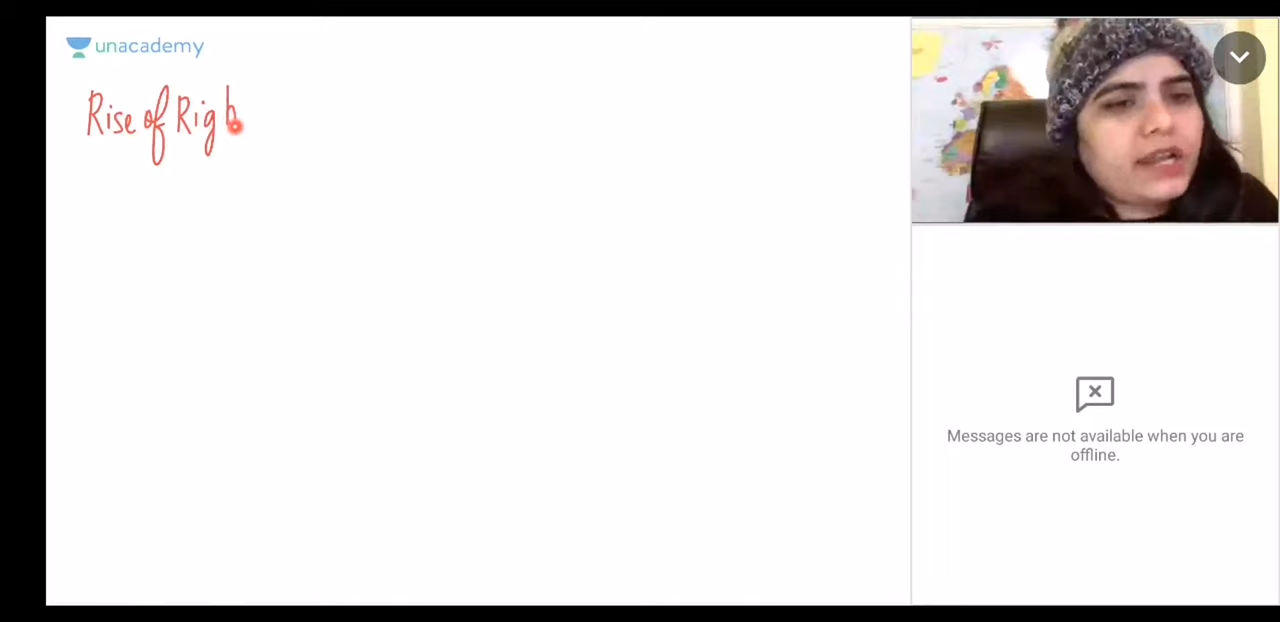 unacademy
Rise of Righ
Messages are not available when you are
offline.